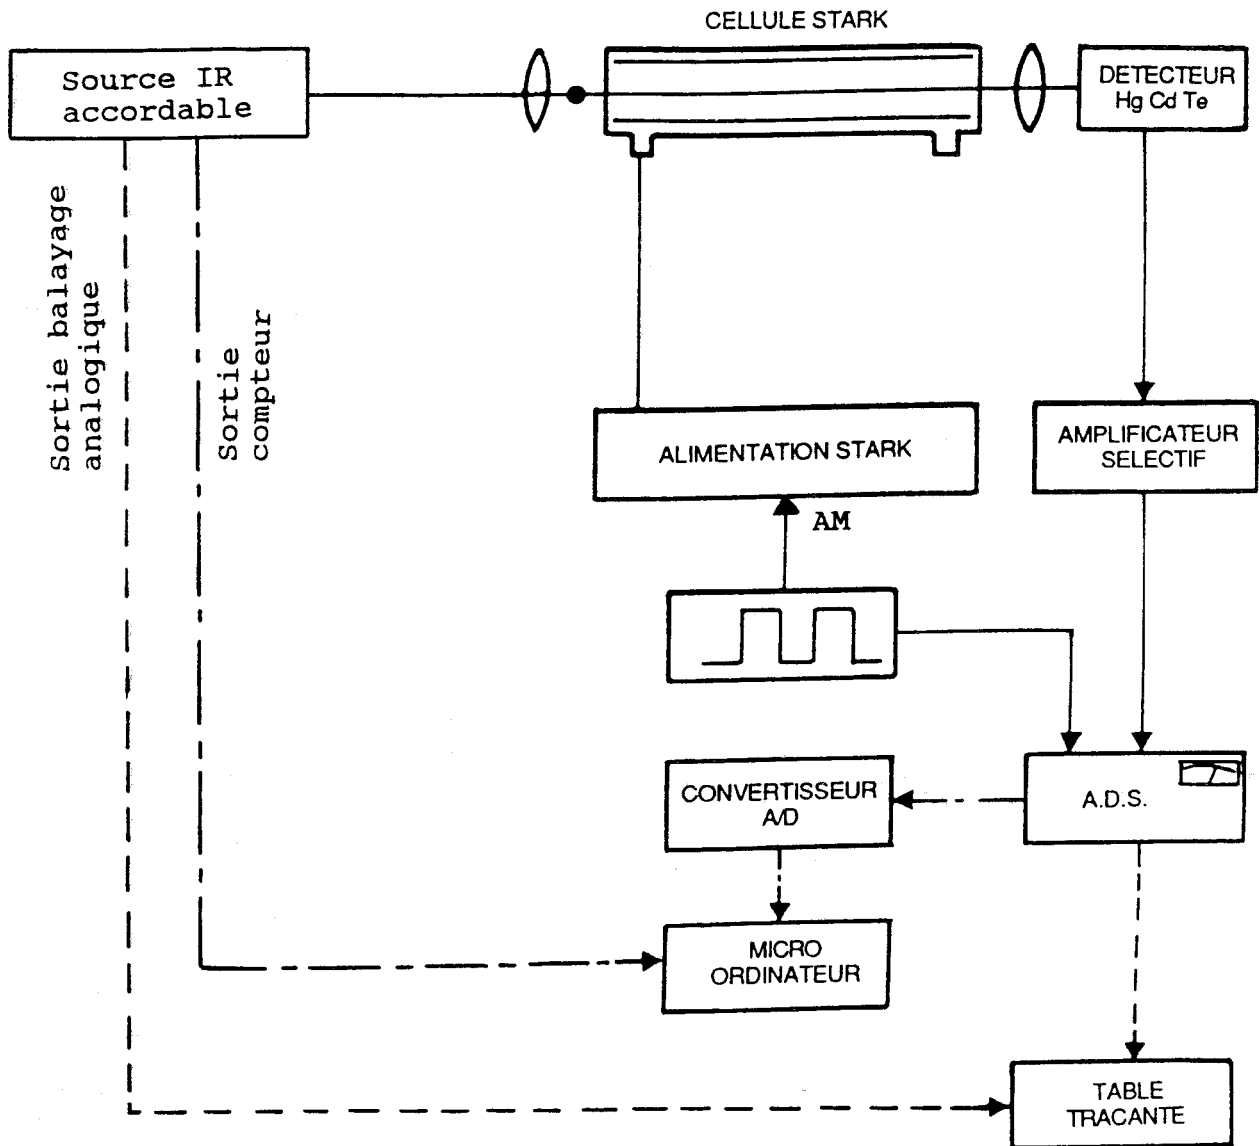 CELLULE STARK
Source IR
accordable
DETECTEUR
Hg Cd Te
Sortie balayage
analogique
Sortie
compteur
ALIMENTATION STARK
AMPLIFICATEUR
SELECTIF
AM
CONVERTISSEUR
A/D
A.D.S.
MICRO
ORDINATEUR
TABLE
TRACANTE